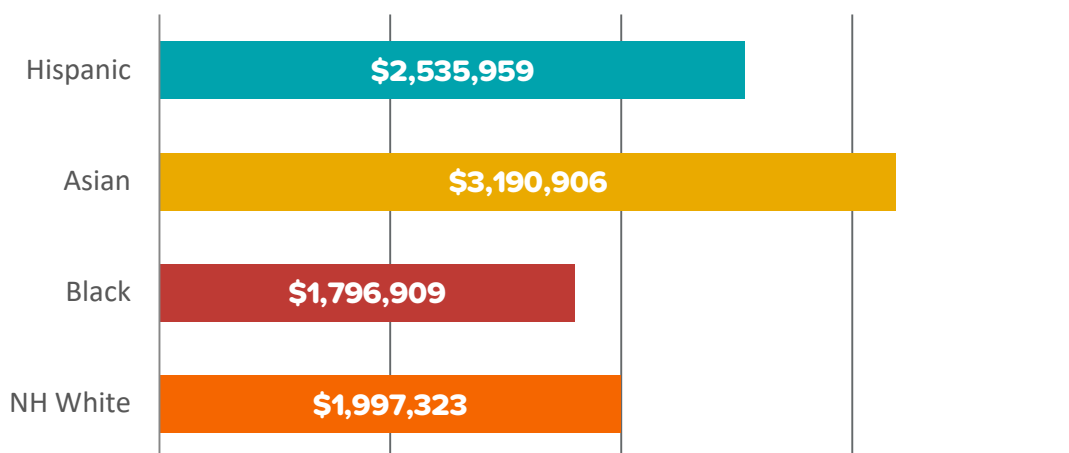 Hispanic $2,535,959
Asian $3,190,906
Black $1,796,909
NH White $1,997,323